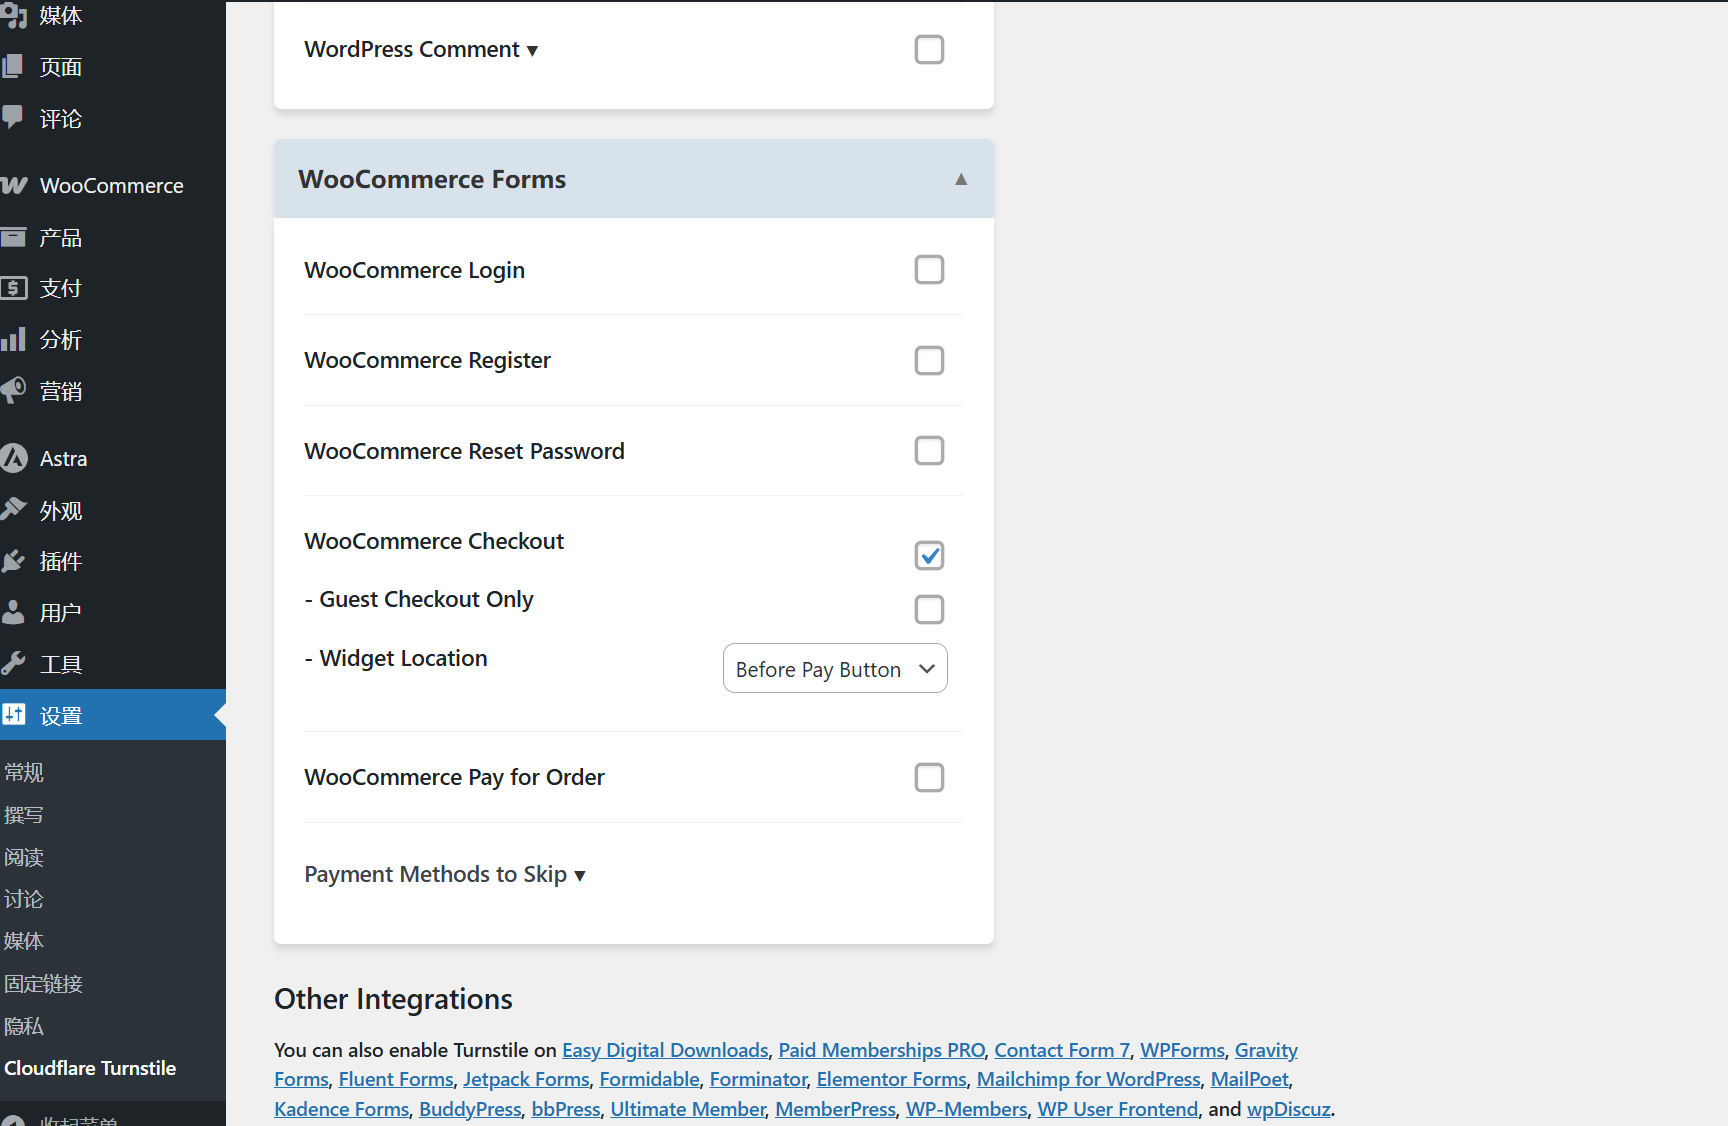 媒体
页面
评论
WooCommerce
产品
支付
分析
营销
Astra
外观
插件
用户
工具
设置
常规
撰写
阅读
讨论
媒体
固定链接
隐私
Cloudflare Turnstile
收起菜单
WordPress Comment ▾
WooCommerce Forms ▲
WooCommerce Login
WooCommerce Register
WooCommerce Reset Password
WooCommerce Checkout
- Guest Checkout Only
- Widget Location
Before Pay Button
WooCommerce Pay for Order
Payment Methods to Skip ▾
Other Integrations
You can also enable Turnstile on Easy Digital Downloads, Paid Memberships PRO, Contact Form 7, WPForms, Gravity
Forms, Fluent Forms, Jetpack Forms, Formidable, Forminator, Elementor Forms, Mailchimp for WordPress, MailPoet,
Kadence Forms, BuddyPress, bbPress, Ultimate Member, MemberPress, WP-Members, WP User Frontend, and wpDiscuz.